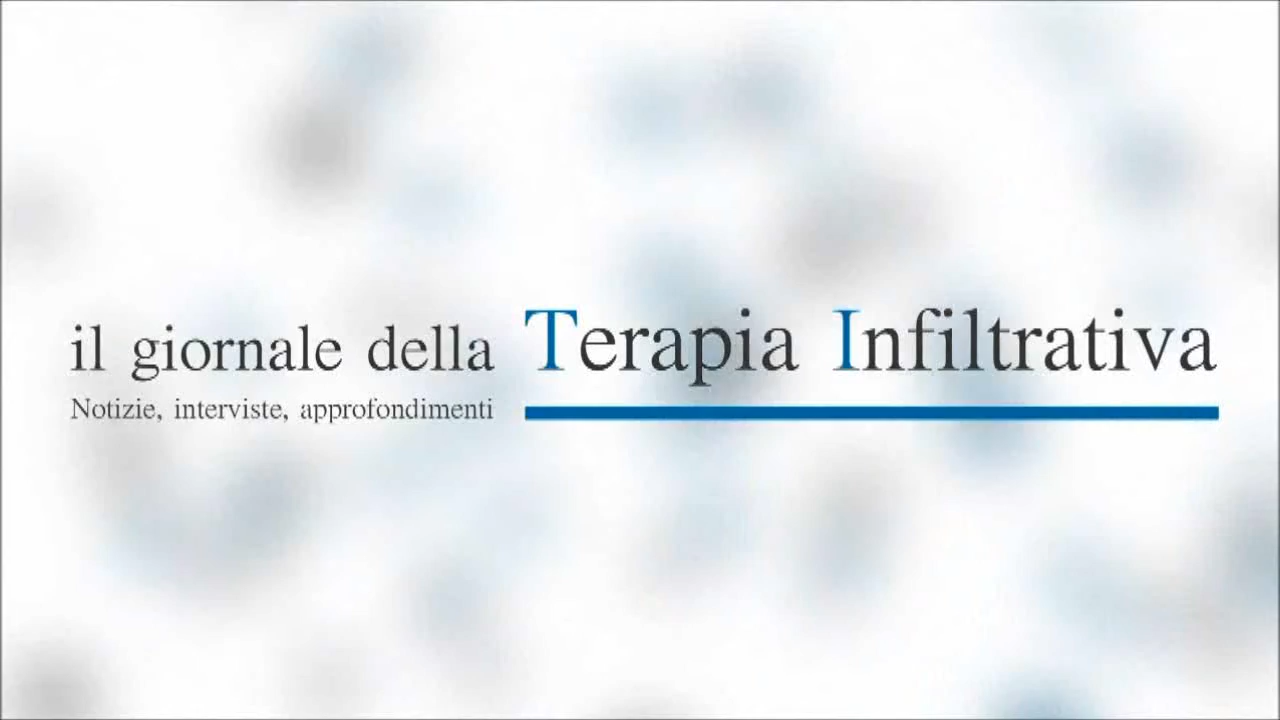 il giornale della Terapia Infiltrativa
Notizie, interviste, approfondimenti